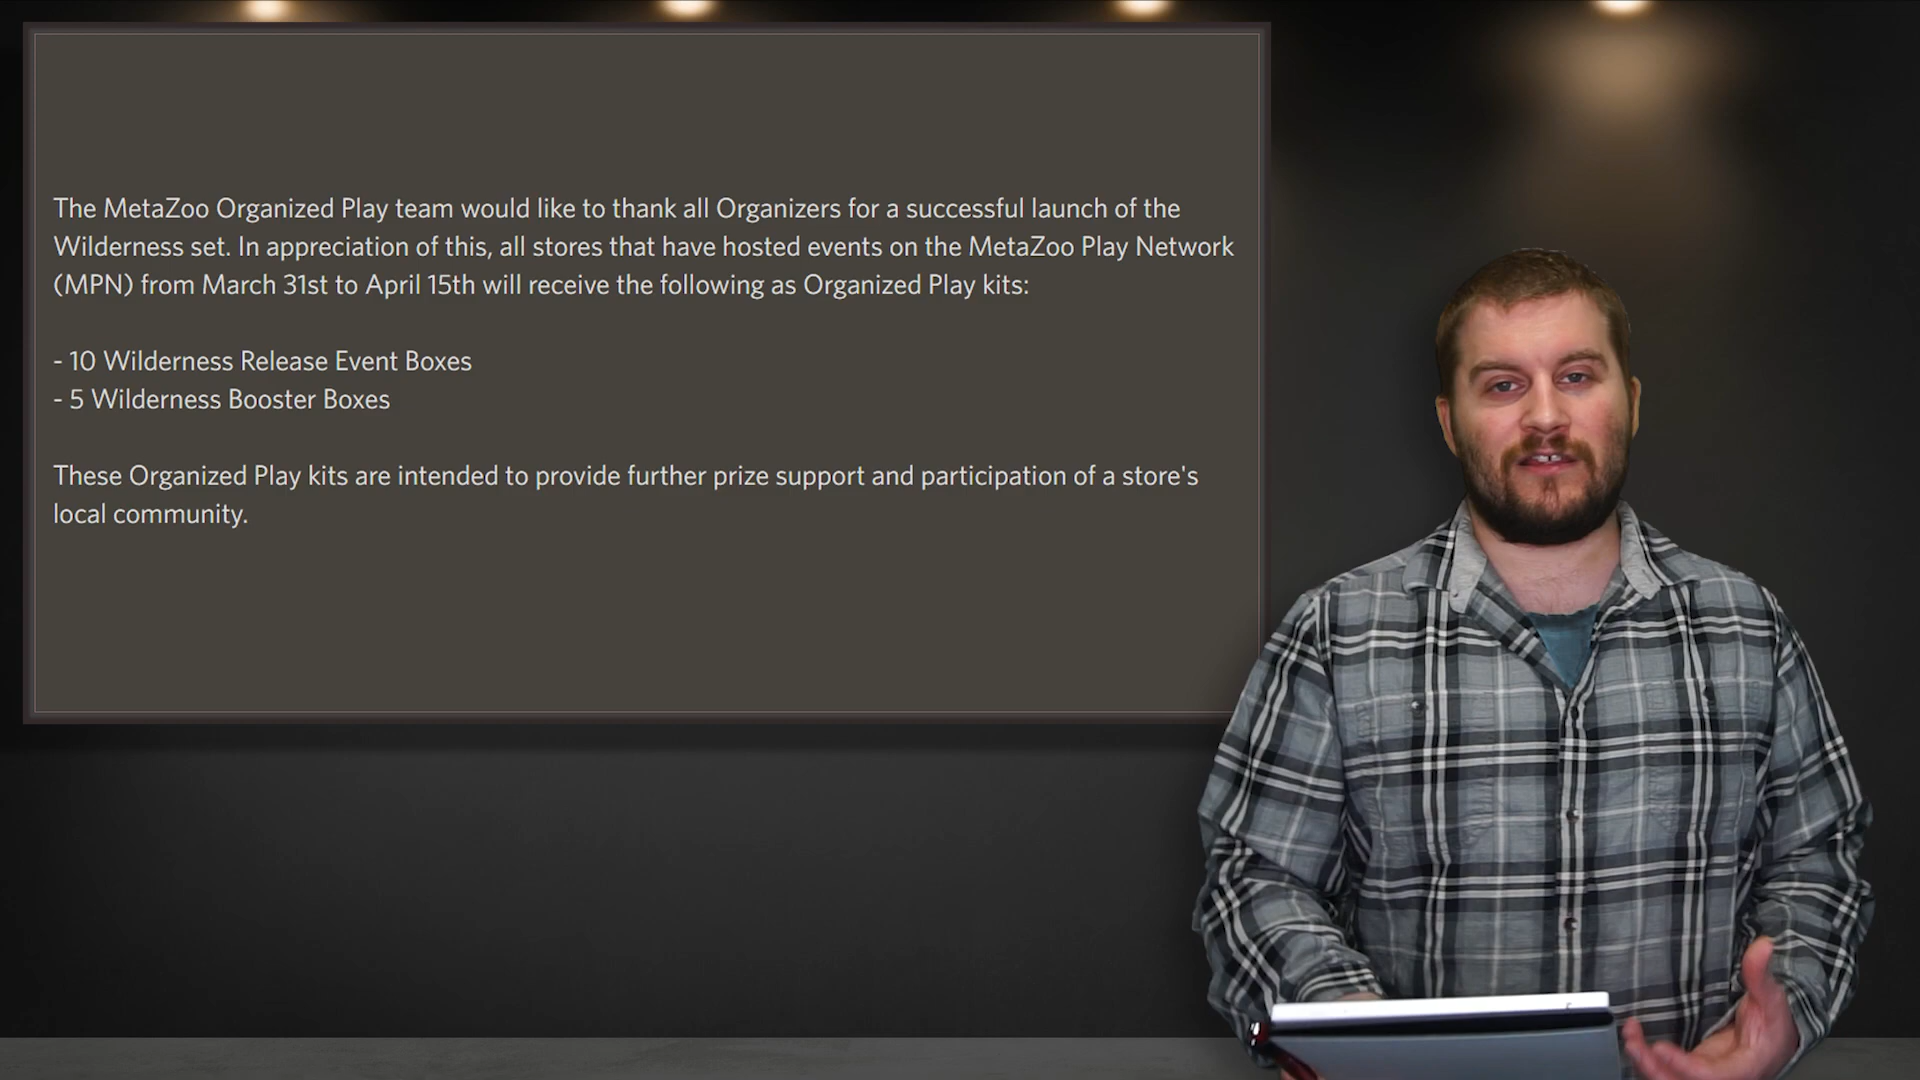 The MetaZoo Organized Play team would like to thank all Organizers for a successful launch of the
Wilderness set. In appreciation of this, all stores that have hosted events on the MetaZoo Play Network
(MPN) from March 31st to April 15th will receive the following as Organized Play kits:
- 10 Wilderness Release Event Boxes
- 5 Wilderness Booster Boxes
These Organized Play kits are intended to provide further prize support and participation of a store's
local community.